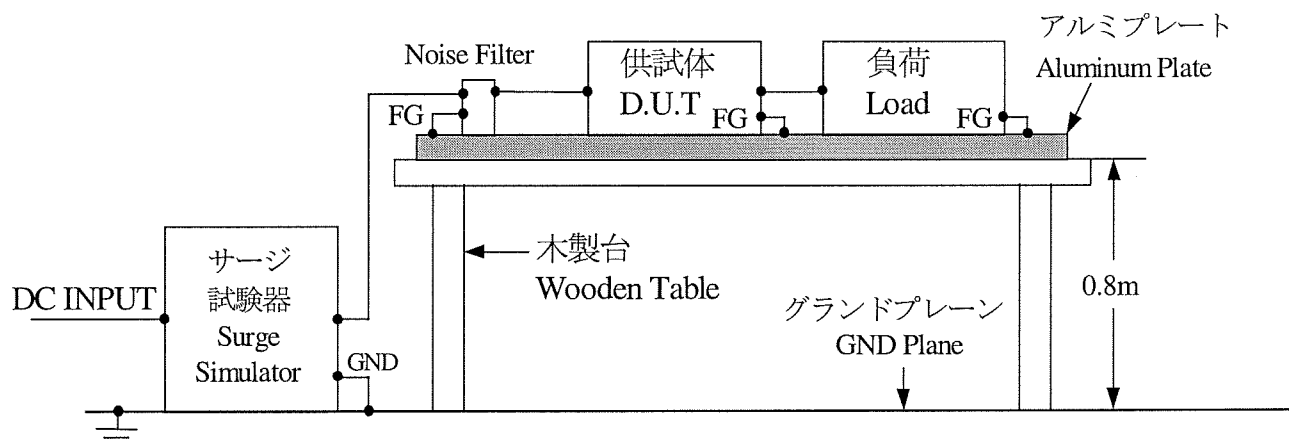 アルミプレート
Aluminum Plate
Noise Filter
供試体
D.U.T
負荷
Load
FG
FG
FG
サージ
試験器
Surge
Simulator
DC INPUT
GND
木製台
Wooden Table
グランドプレーン
GND Plane
0.8m